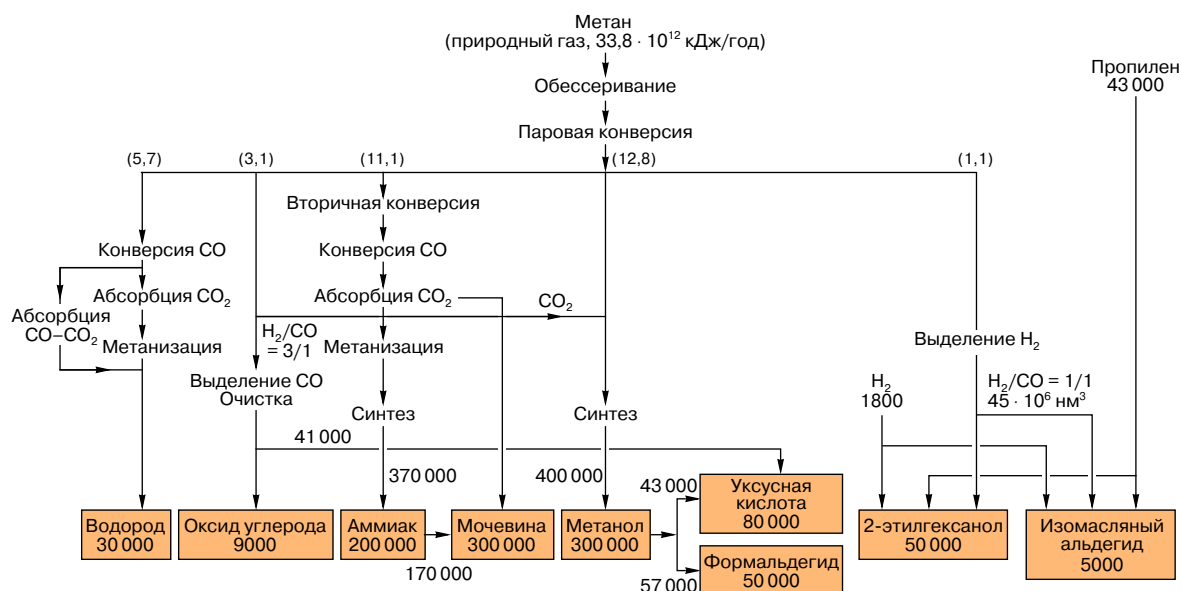 Метан
(природный газ, 33,8 · 10¹² кДж/год)
Пропилен
43 000
Обессеривание
Паровая конверсия
(5,7)
(3,1)
(11,1)
(12,8)
(1,1)
Вторичная конверсия
Конверсия CO
Конверсия CO
Абсорбция CO₂
Абсорбция CO₂
CO₂
Абсорбция
CO–CO₂
H₂/CO
= 3/1
Метанизация
Метанизация
Выделение H₂
Выделение CO
Очистка
H₂
1800
H₂/CO = 1/1
45 · 10⁶ нм³
Синтез
Синтез
41 000
370 000
400 000
43 000
Уксусная
кислота
80 000
Водород
30 000
Оксид углерода
9000
Аммиак
200 000
Мочевина
300 000
Метанол
300 000
2-этилгексанол
50 000
Изомасляный
альдегид
5000
Формальдегид
50 000
170 000
57 000